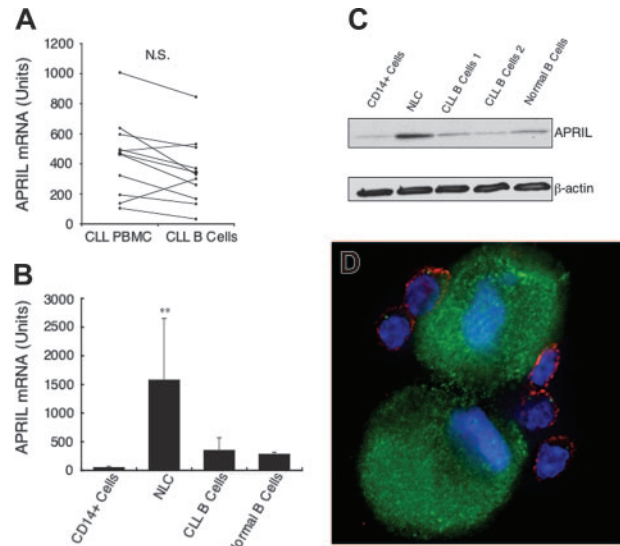 A
N.S.
APRIL mRNA (Units)
1200
1000
800
600
400
200
0
CLL PBMC CLL B Cells
B
**
APRIL mRNA (Units)
3000
2500
2000
1500
1000
500
0
CD14+ Cells
NLC
CLL B Cells
Normal B Cells
C
CD14+ Cells
NLC
CLL B Cells 1
CLL B Cells 2
Normal B Cells
APRIL
β-actin
D